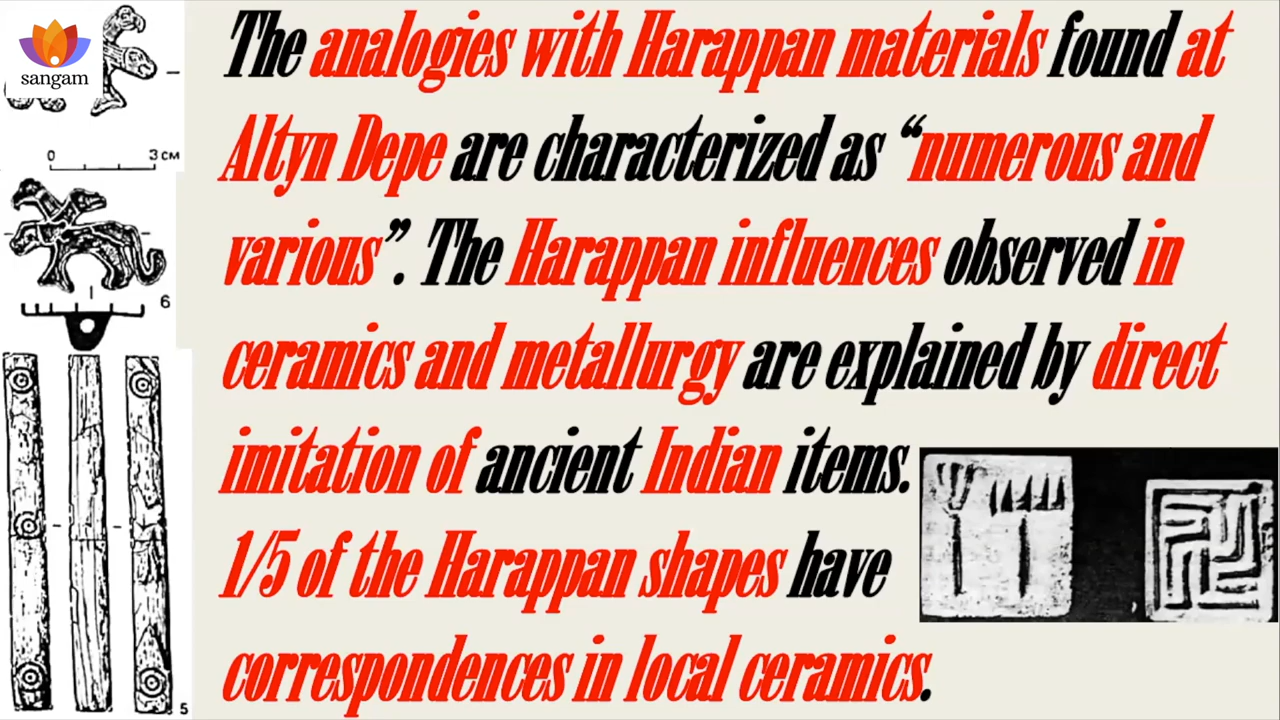 sangam
0 3 см
6
5
The analogies with Harappan materials found at
Altyn Depe are characterized as “numerous and
various”. The Harappan influences observed in
ceramics and metallurgy are explained by direct
imitation of ancient Indian items.
1/5 of the Harappan shapes have
correspondences in local ceramics.